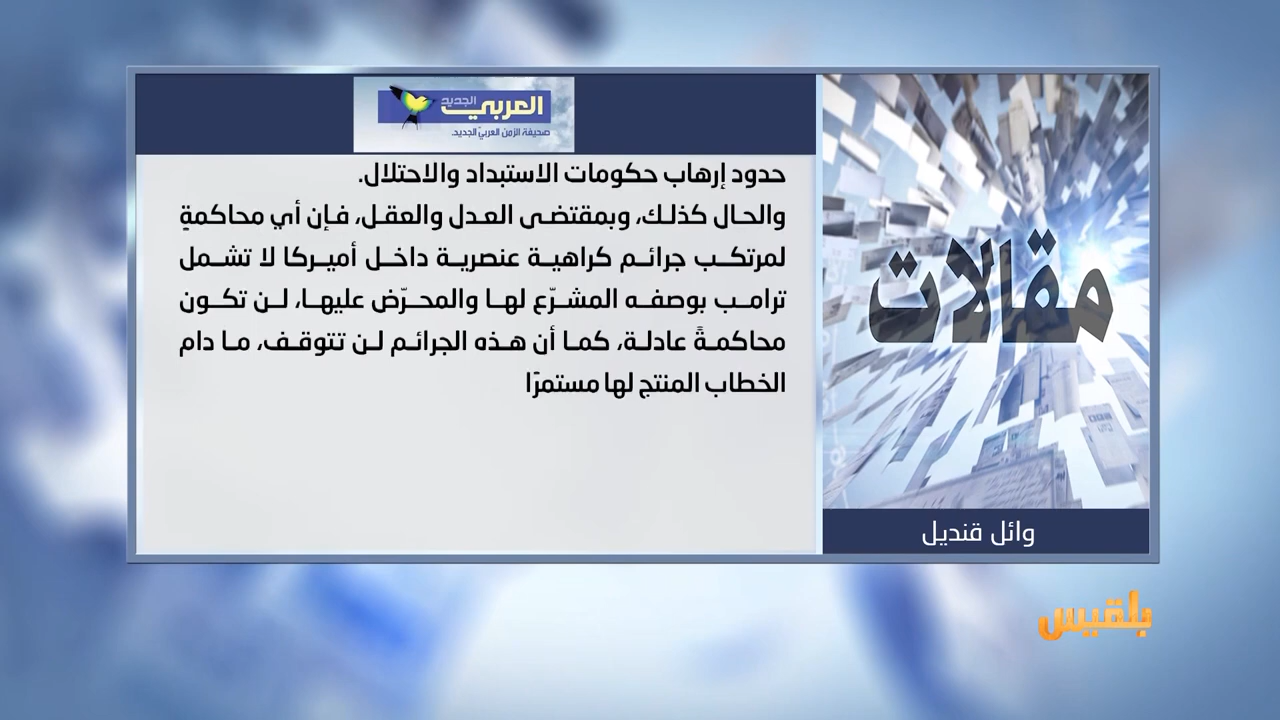 العربي الجديد
صحيفة الزمن العربي الجديد.
حدود إرهاب حكومات الاستبداد والاحتلال.
والحال كذلك، وبمقتضى العدل والعقل، فإن أي محاكمةٍ
لمرتكب جرائم كراهية عنصرية داخل أميركا لا تشمل
ترامب بوصفه المشرّع لها والمحرّض عليها، لن تكون
محاكمةً عادلة، كما أن هذه الجرائم لن تتوقف، ما دام
الخطاب المنتج لها مستمرًا
مقالات
وائل قنديل
بلقيس